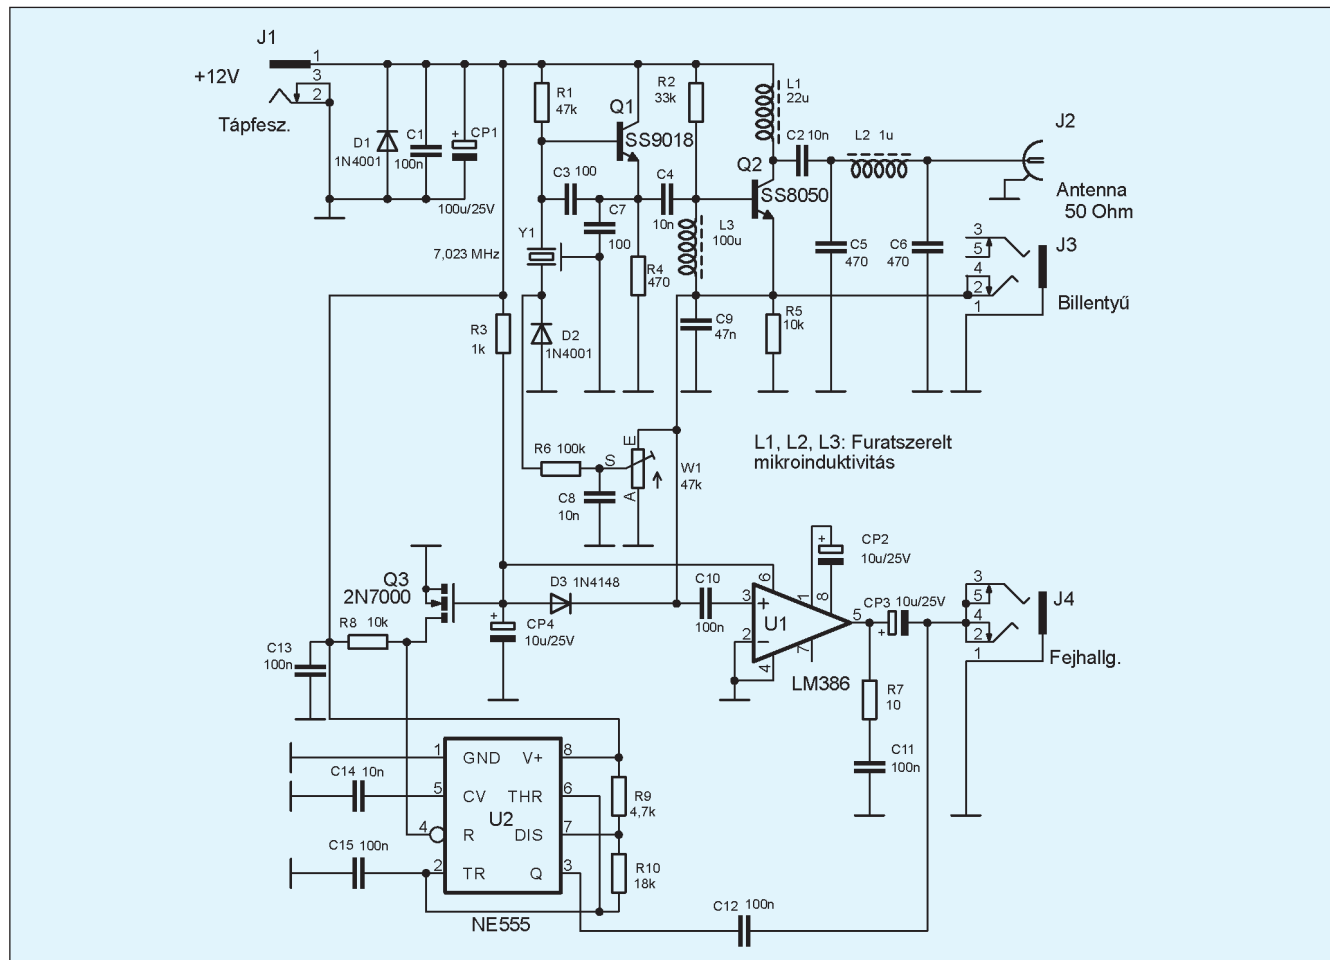 J1
+12V
1
3
2
Tápfesz.
D1
1N4001
C1
100n
+
CP1
100u/25V
R1
47k
Q1
SS9018
R2
33k
L1
22u
C2 10n
L2 1u
J2
Antenna
50 Ohm
Q2
SS8050
C3 100
C4
10n
C7
100
L3
100u
Y1
7,023 MHz
R4
470
C5
470
C6
470
3
5
4
2
1
J3
Billentyű
R3
1k
D2
1N4001
C9
47n
R5
10k
L1, L2, L3: Furatszerelt
mikroinduktivitás
R6 100k
S
E
A
W1
47k
C8
10n
Q3
2N7000
D3 1N4148
C10
100n
+
CP2
10u/25V
6
1
8
3
+
2
−
U1
5
4
7
LM386
CP3 10u/25V
+
3
5
4
2
1
J4
Fejhallg.
R8 10k
+
CP4
10u/25V
C13
100n
R7
10
C11
100n
1
GND
V+
8
C14 10n
5
CV
THR
6
U2
4
R
DIS
7
C15 100n
2
TR
Q
3
R9
4,7k
R10
18k
NE555
C12 100n